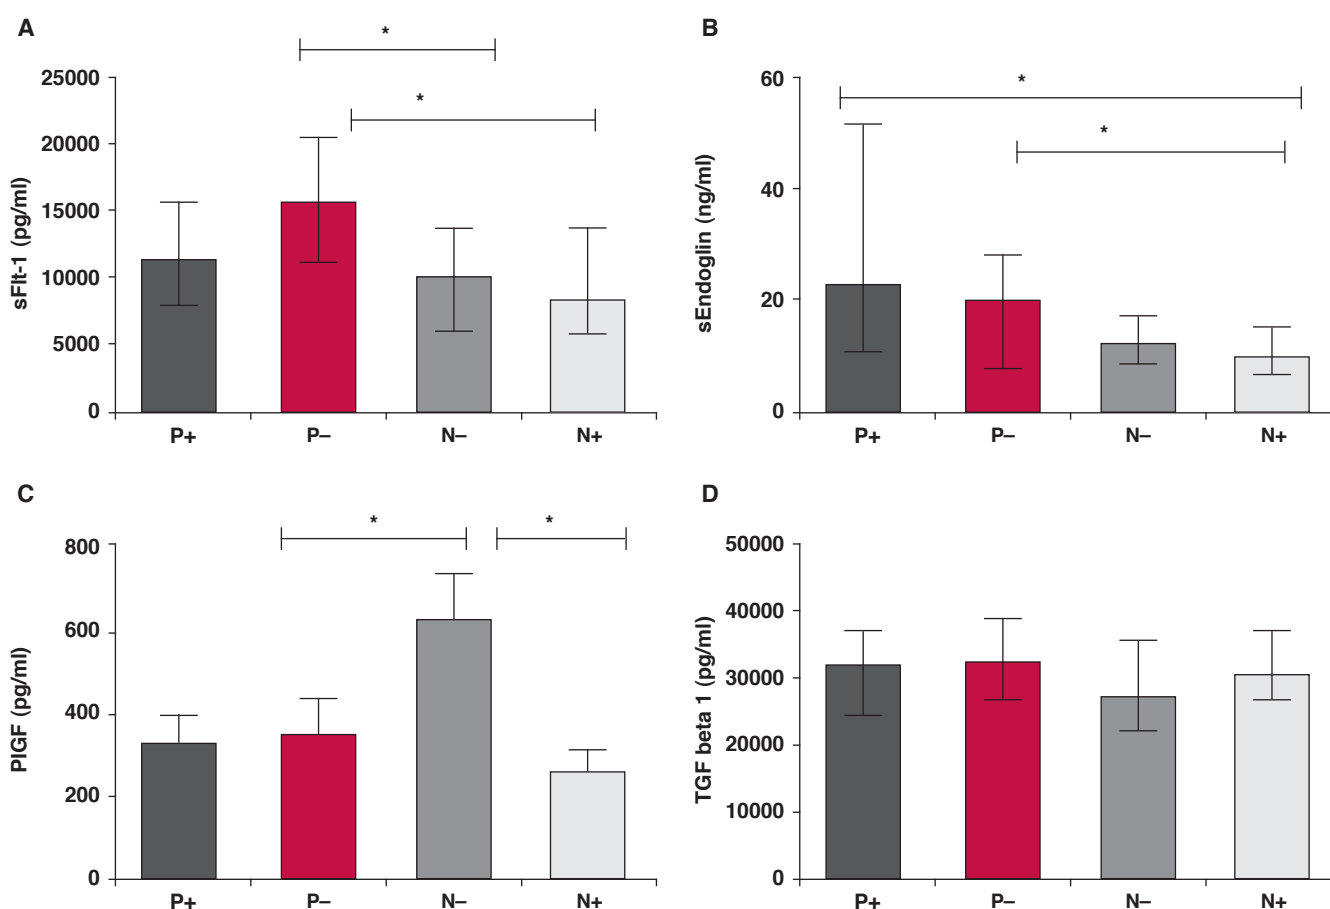 A
*
*
25000
20000
15000
10000
5000
0
sFlt-1 (pg/ml)
P+ P– N– N+
B
*
*
60
40
20
0
sEndoglin (ng/ml)
P+ P– N– N+
C
* *
800
600
400
200
0
PlGF (pg/ml)
P+ P– N– N+
D
50000
40000
30000
20000
10000
0
TGF beta 1 (pg/ml)
P+ P– N– N+